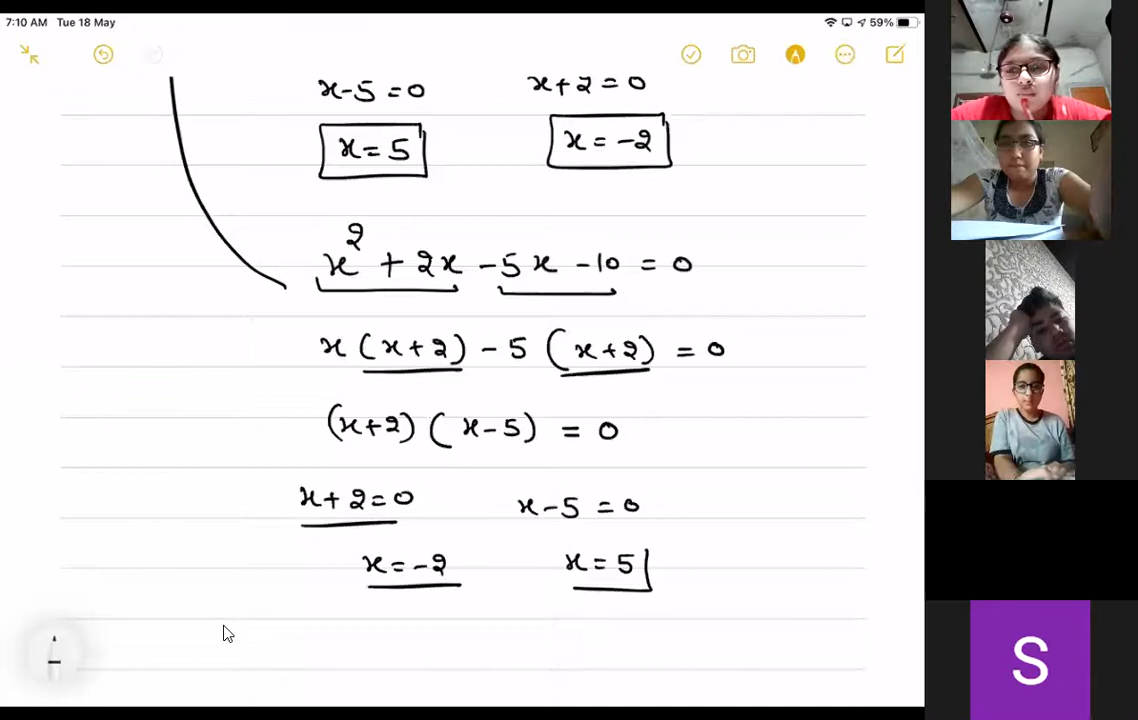 7:10 AM Tue 18 May 59%
x-5=0 x+2=0
x=5 x=-2
x² + 2x -5x -10 = 0
x(x+2) - 5(x+2) = 0
(x+2)(x-5) = 0
x+2=0 x-5=0
x=-2 x=5
S